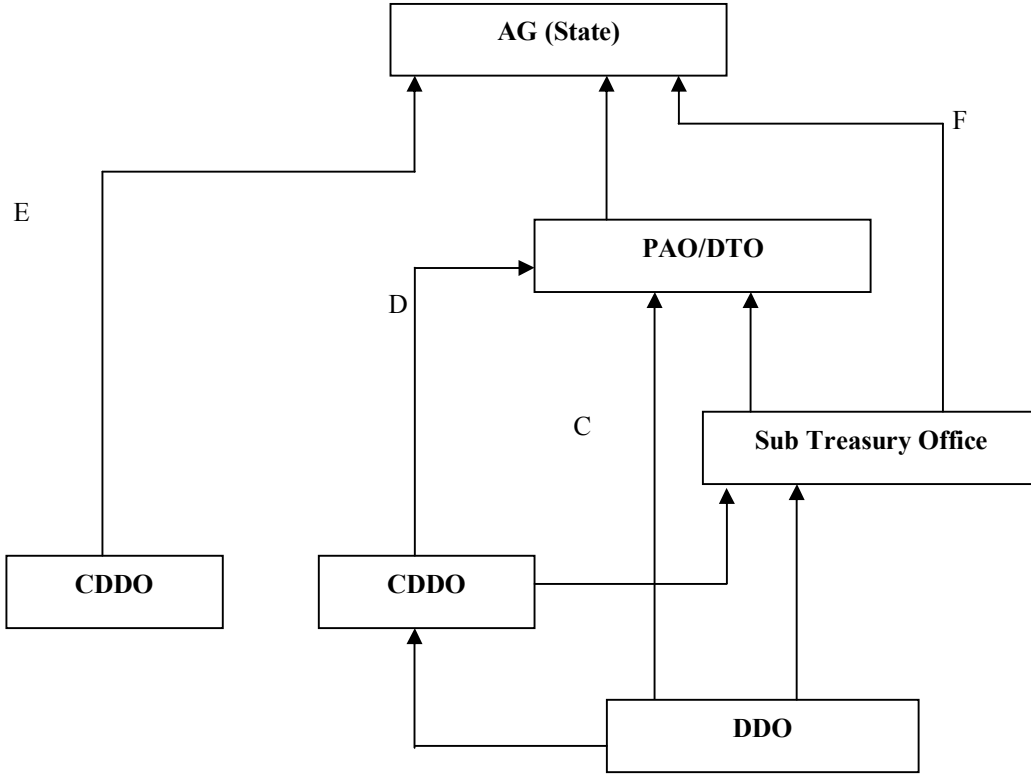 AG (State)
F
E
PAO/DTO
D
C
Sub Treasury Office
CDDO
CDDO
DDO